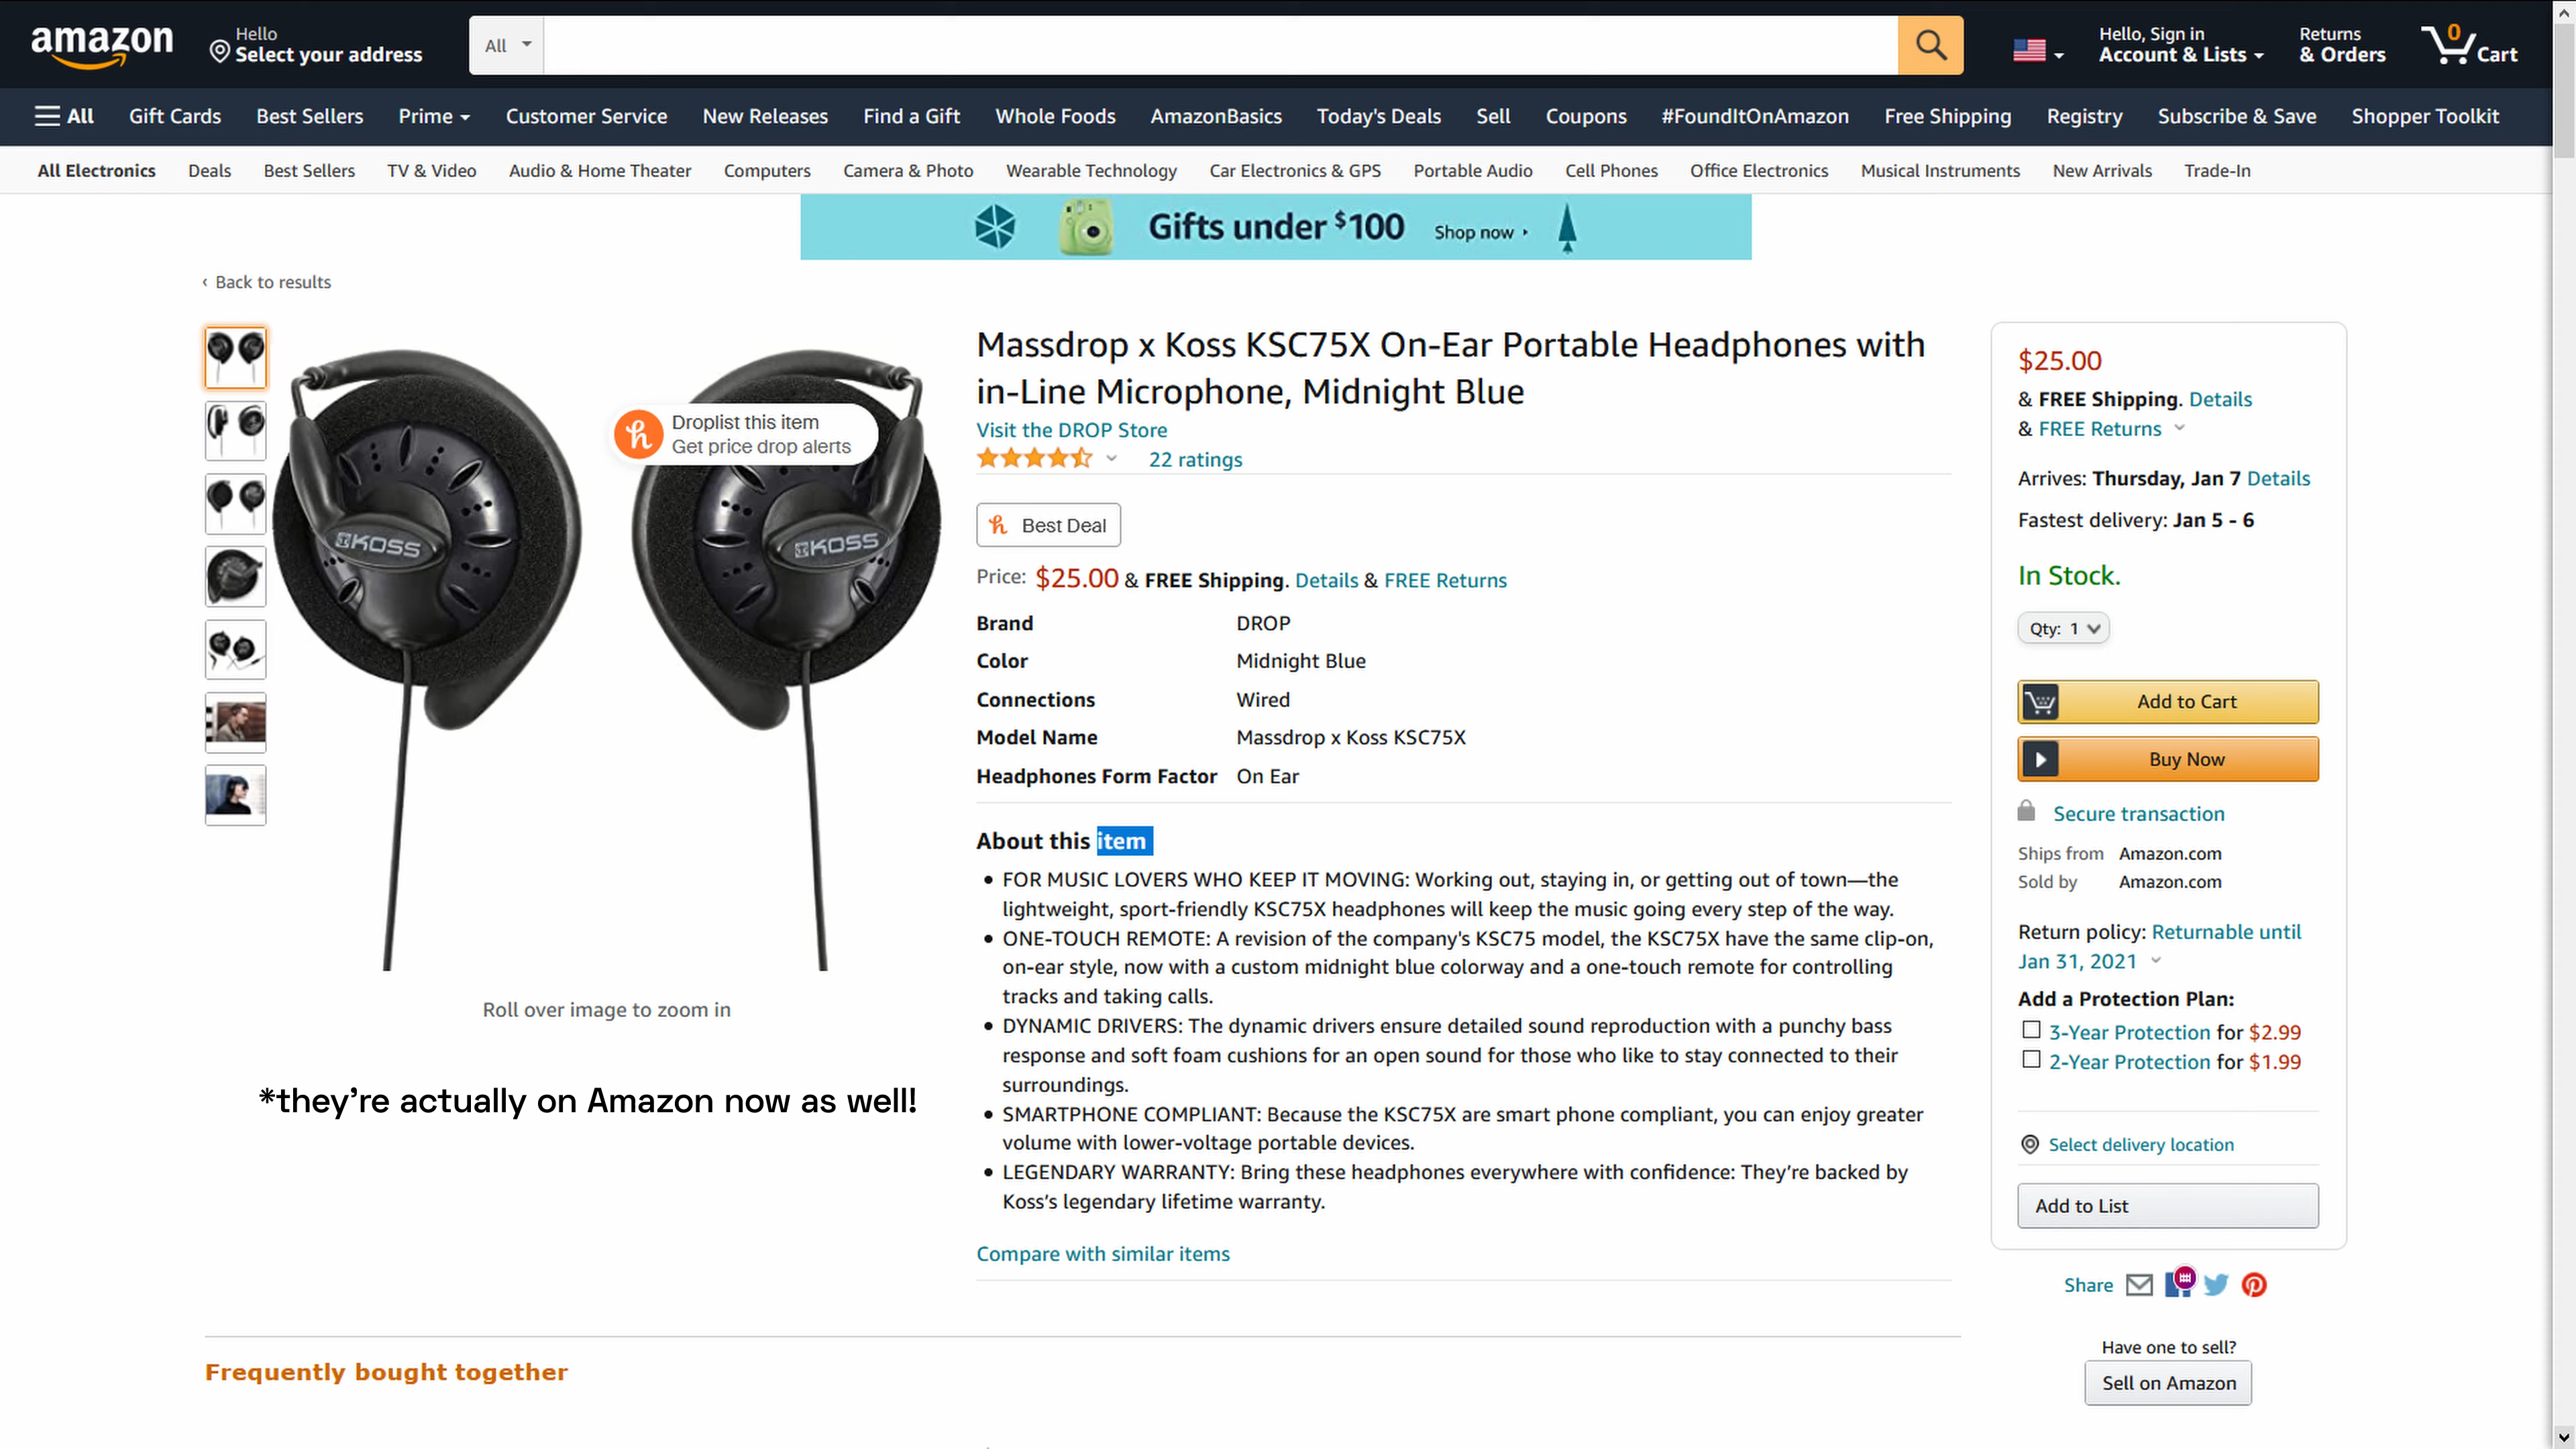 amazon
Hello
Select your address
All
Hello, Sign in
Account & Lists
Returns
& Orders
0
Cart
All Gift Cards Best Sellers Prime Customer Service New Releases Find a Gift Whole Foods AmazonBasics Today's Deals Sell Coupons #FoundItOnAmazon Free Shipping Registry Subscribe & Save Shopper Toolkit
All Electronics Deals Best Sellers TV & Video Audio & Home Theater Computers Camera & Photo Wearable Technology Car Electronics & GPS Portable Audio Cell Phones Office Electronics Musical Instruments New Arrivals Trade-In
Gifts under $100 Shop now ›
‹ Back to results
Droplist this item
Get price drop alerts
KOSS
KOSS
Roll over image to zoom in
*they're actually on Amazon now as well!
Massdrop x Koss KSC75X On-Ear Portable Headphones with
in-Line Microphone, Midnight Blue
Visit the DROP Store
22 ratings
h Best Deal
Price: $25.00 & FREE Shipping. Details & FREE Returns
Brand DROP
Color Midnight Blue
Connections Wired
Model Name Massdrop x Koss KSC75X
Headphones Form Factor On Ear
About this item
• FOR MUSIC LOVERS WHO KEEP IT MOVING: Working out, staying in, or getting out of town—the
lightweight, sport-friendly KSC75X headphones will keep the music going every step of the way.
• ONE-TOUCH REMOTE: A revision of the company's KSC75 model, the KSC75X have the same clip-on,
on-ear style, now with a custom midnight blue colorway and a one-touch remote for controlling
tracks and taking calls.
• DYNAMIC DRIVERS: The dynamic drivers ensure detailed sound reproduction with a punchy bass
response and soft foam cushions for an open sound for those who like to stay connected to their
surroundings.
• SMARTPHONE COMPLIANT: Because the KSC75X are smart phone compliant, you can enjoy greater
volume with lower-voltage portable devices.
• LEGENDARY WARRANTY: Bring these headphones everywhere with confidence: They're backed by
Koss's legendary lifetime warranty.
Compare with similar items
$25.00
& FREE Shipping. Details
& FREE Returns
Arrives: Thursday, Jan 7 Details
Fastest delivery: Jan 5 - 6
In Stock.
Qty: 1
Add to Cart
Buy Now
Secure transaction
Ships from Amazon.com
Sold by Amazon.com
Return policy: Returnable until
Jan 31, 2021
Add a Protection Plan:
3-Year Protection for $2.99
2-Year Protection for $1.99
Select delivery location
Add to List
Share
Have one to sell?
Sell on Amazon
Frequently bought together